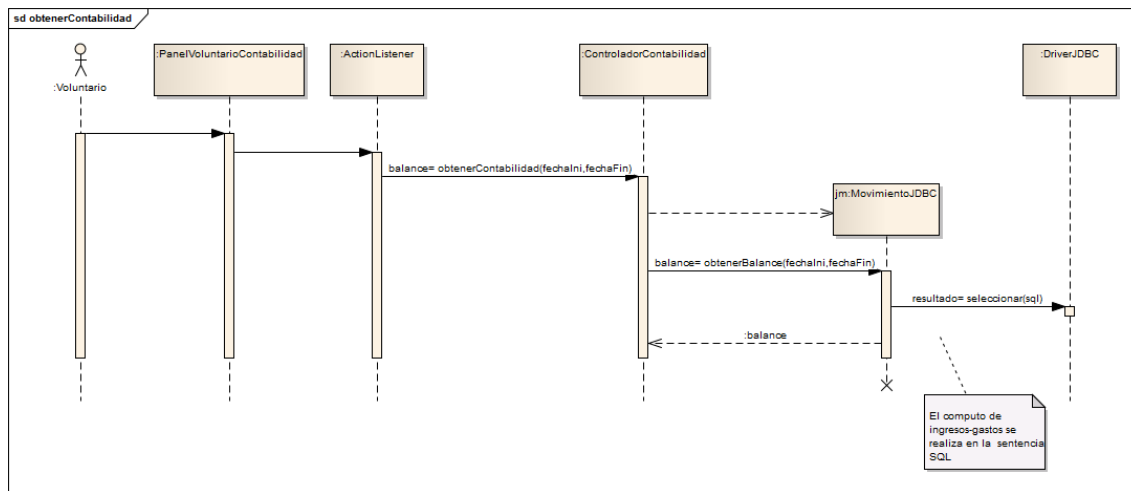 sd obtenerContabilidad
:Voluntario
:PanelVoluntarioContabilidad
:ActionListener
:ControladorContabilidad
:DriverJDBC
balance= obtenerContabilidad(fechaIni,fechaFin)
jm:MovimientoJDBC
balance= obtenerBalance(fechaIni,fechaFin)
resultado= seleccionar(sql)
:balance
El computo de
ingresos-gastos se
realiza en la sentencia
SQL